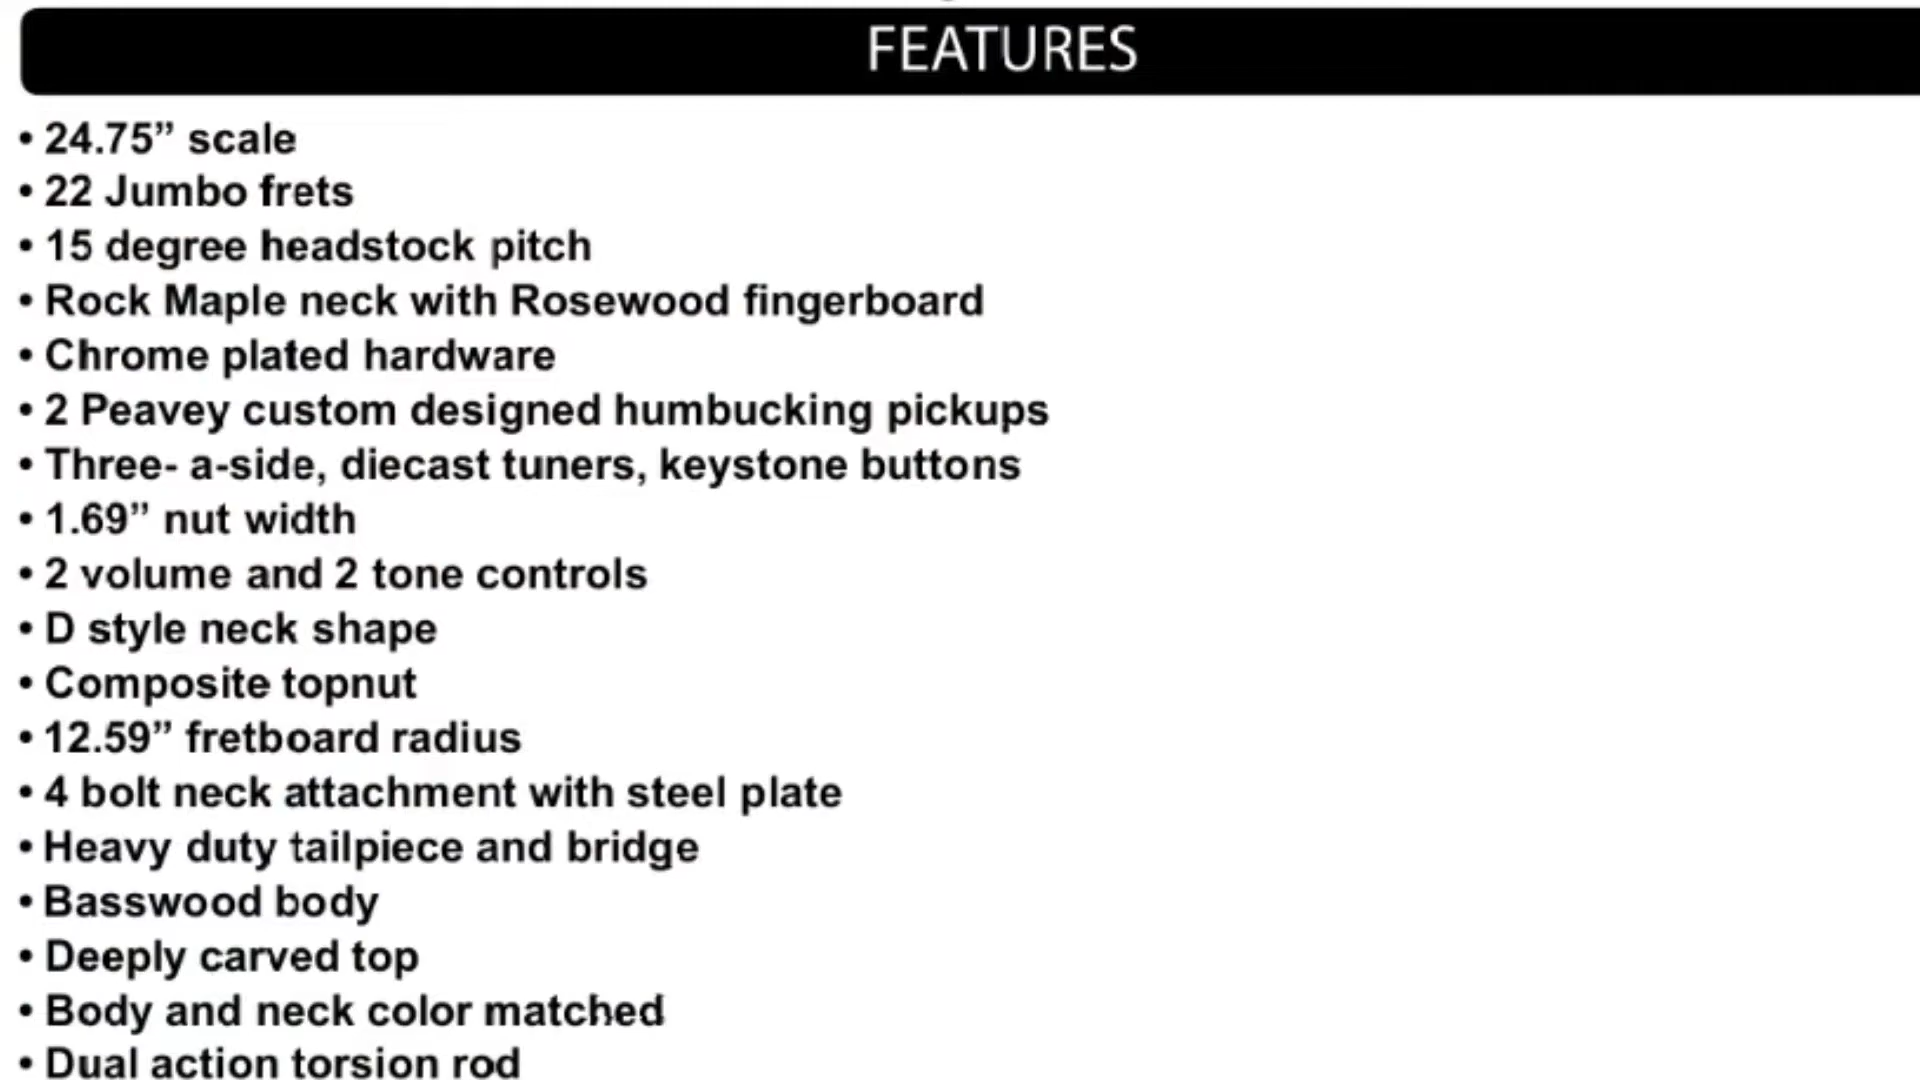 FEATURES
• 24.75” scale
• 22 Jumbo frets
• 15 degree headstock pitch
• Rock Maple neck with Rosewood fingerboard
• Chrome plated hardware
• 2 Peavey custom designed humbucking pickups
• Three- a-side, diecast tuners, keystone buttons
• 1.69” nut width
• 2 volume and 2 tone controls
• D style neck shape
• Composite topnut
• 12.59” fretboard radius
• 4 bolt neck attachment with steel plate
• Heavy duty tailpiece and bridge
• Basswood body
• Deeply carved top
• Body and neck color matched
• Dual action torsion rod